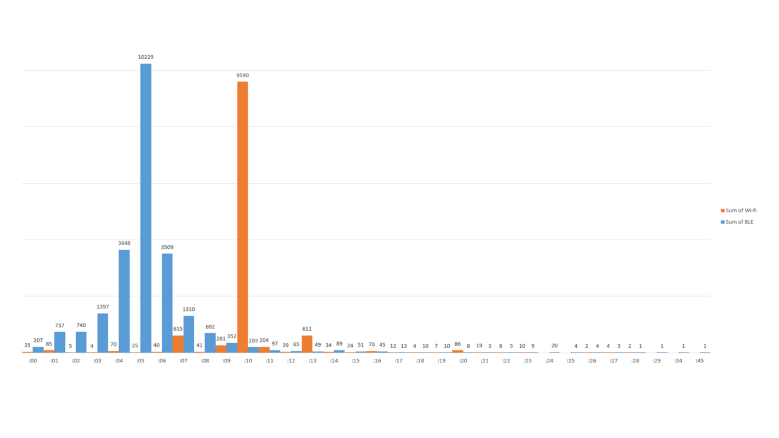 10229
9590
3648
3509
1397
1310
737 740 692
615 611
35 207 85 5 4 70 25 40 41 261 352 203 204 97 39 65 49 34 89 24 51 70 45 12 13 4 10 7 10 86 8 19 3 8 5 10 9 20 4 2 4 4 3 2 1 1 1 1
:00 :01 :02 :03 :04 :05 :06 :07 :08 :09 :10 :11 :12 :13 :14 :15 :16 :17 :18 :19 :20 :21 :22 :23 :24 :25 :26 :27 :28 :29 :34 :45
Sum of Wi-Fi
Sum of BLE